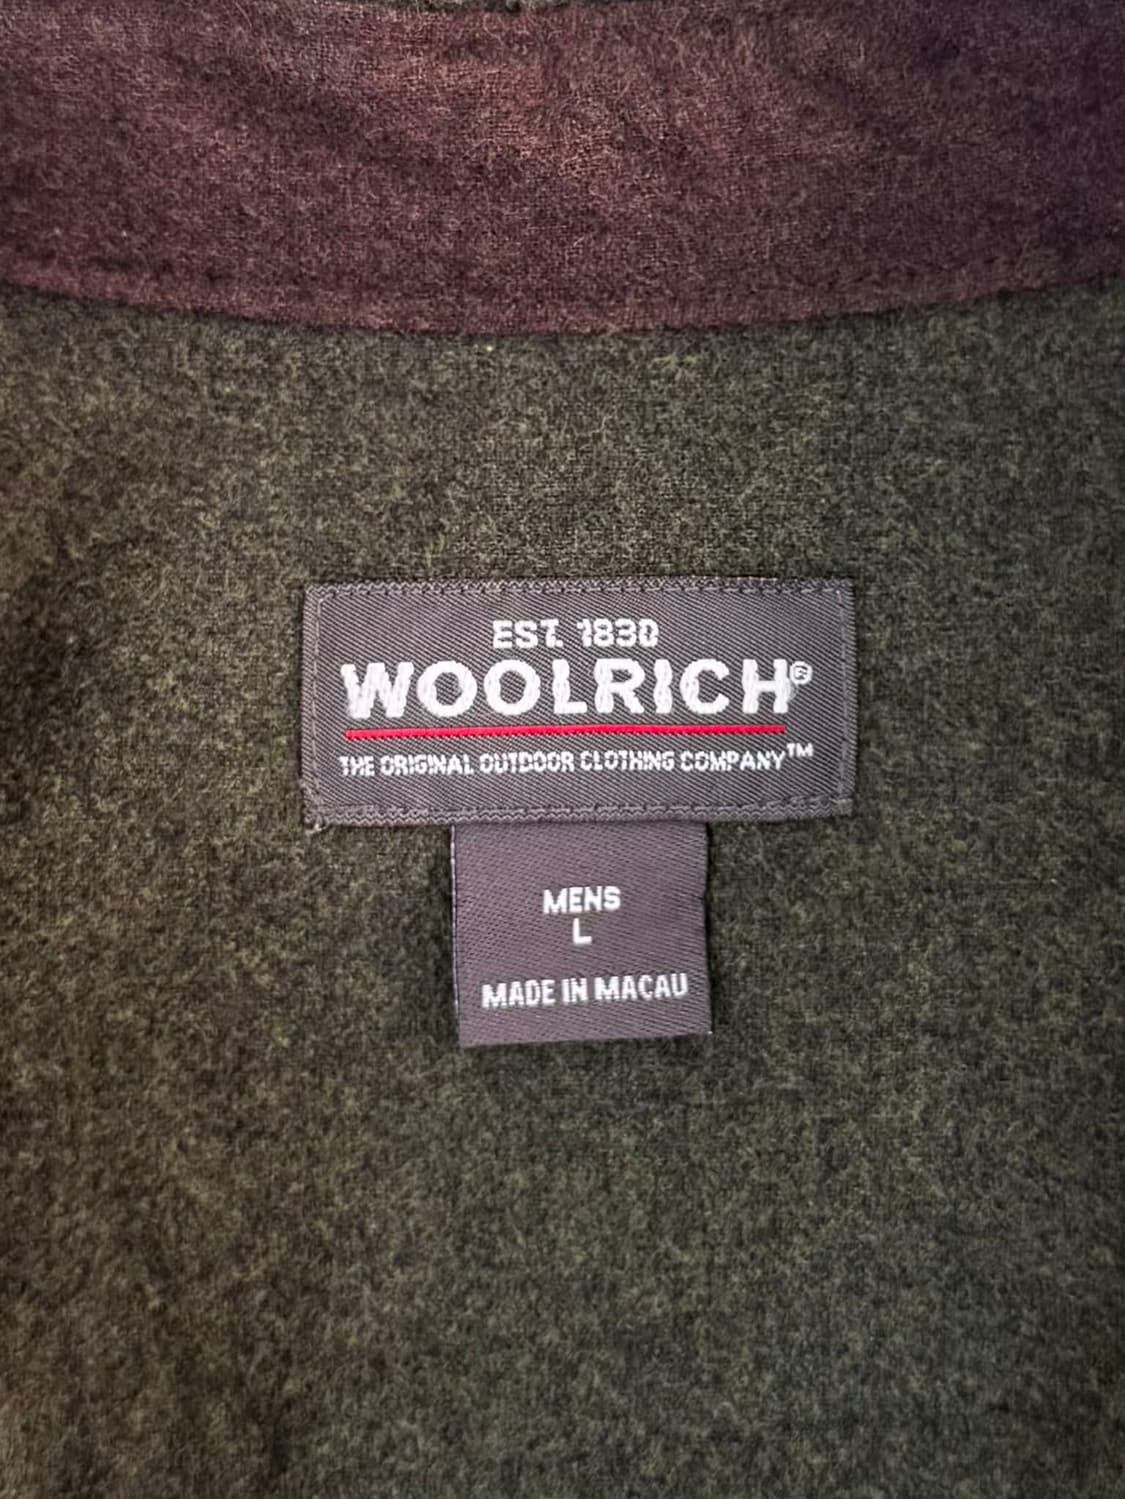 EST. 1830
WOOLRICH®
THE ORIGINAL OUTDOOR CLOTHING COMPANY™
MENS
L
MADE IN MACAU